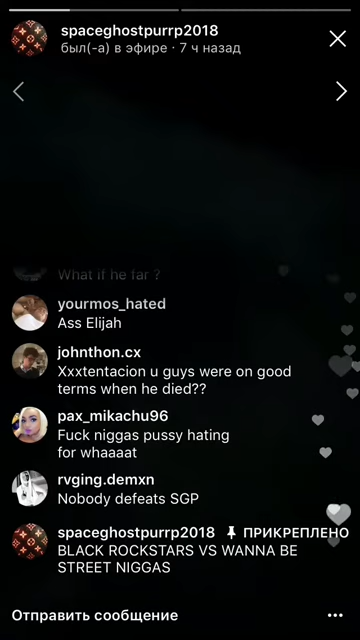 spaceghostpurrp2018
был(-а) в эфире · 7 ч назад
What if he far ?
yourmos_hated
Ass Elijah
johnthon.cx
Xxxtentacion u guys were on good
terms when he died??
pax_mikachu96
Fuck niggas pussy hating
for whaaaat
rvging.demxn
Nobody defeats SGP
spaceghostpurrp2018 ПРИКРЕПЛЕНО
BLACK ROCKSTARS VS WANNA BE
STREET NIGGAS
Отправить сообщение